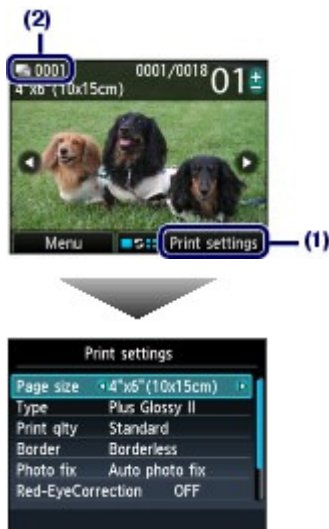 (2)
0001
0001/0018
01
4"x6"(10x15cm)
Menu
Print settings
(1)
Print settings
Page size 4"x6"(10x15cm)
Type Plus Glossy II
Print qlty Standard
Border Borderless
Photo fix Auto photo fix
Red-EyeCorrection OFF